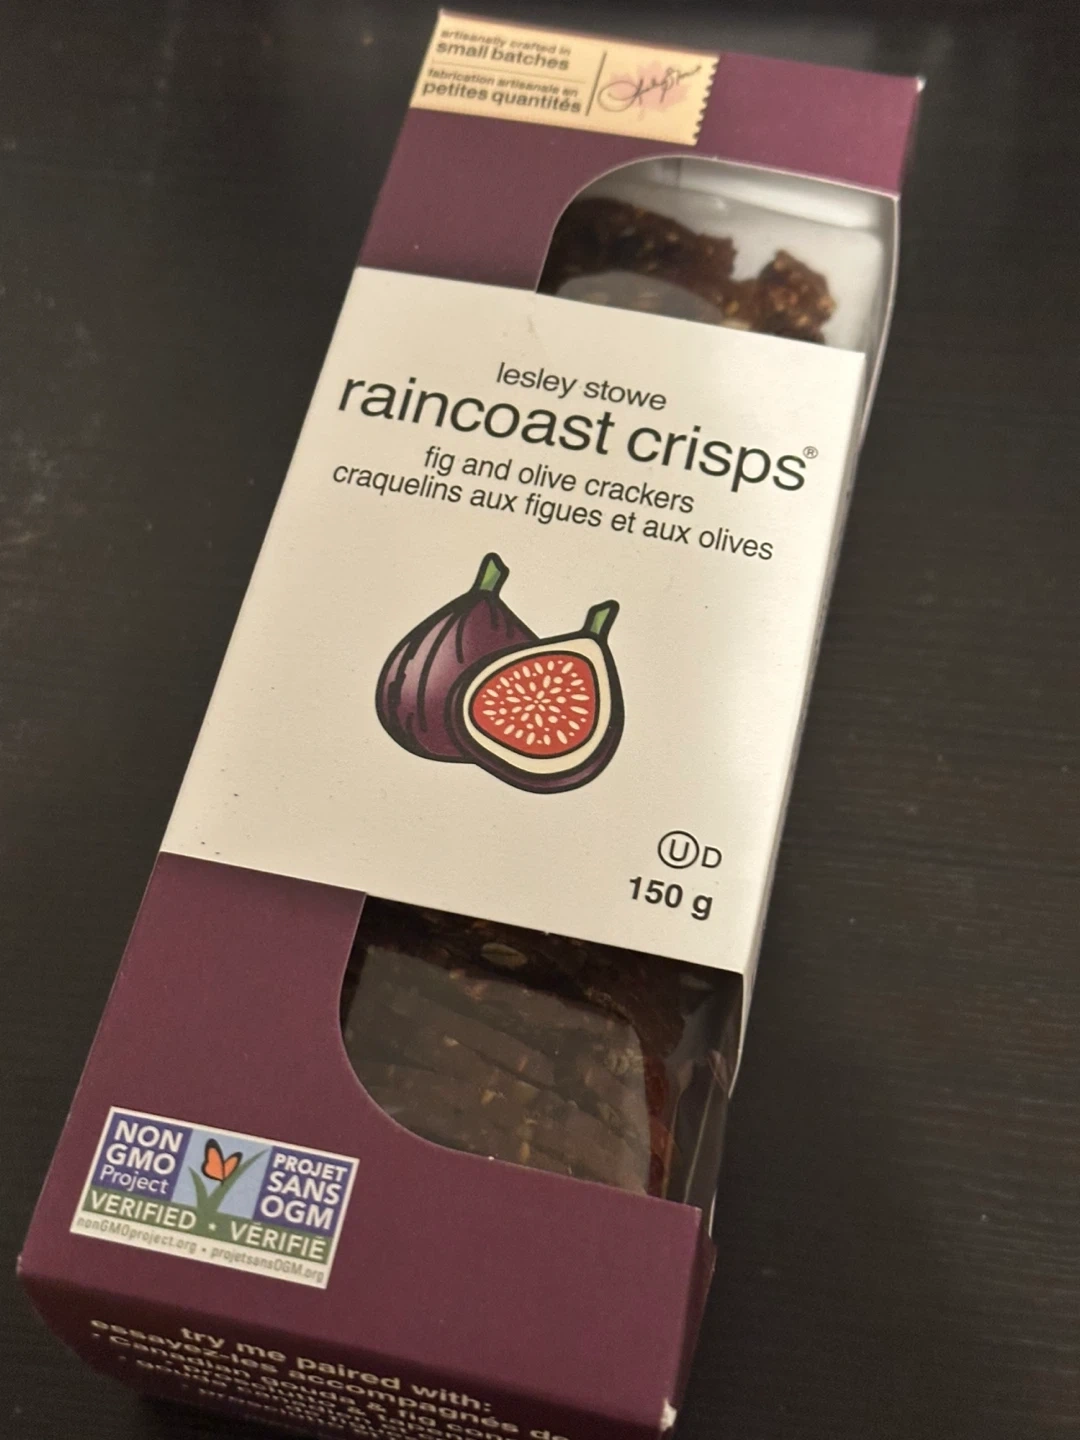 artisanally crafted in
small batches
fabrication artisanale en
petites quantités
lesley stowe
raincoast crisps®
fig and olive crackers
craquelins aux figues et aux olives
UD
150 g
NON
GMO
Project
PROJET
SANS
OGM
VERIFIED • VÉRIFIÉ
nonGMOproject.org • projetsansOGM.org
try me paired with:
essayez-les accompagnés de